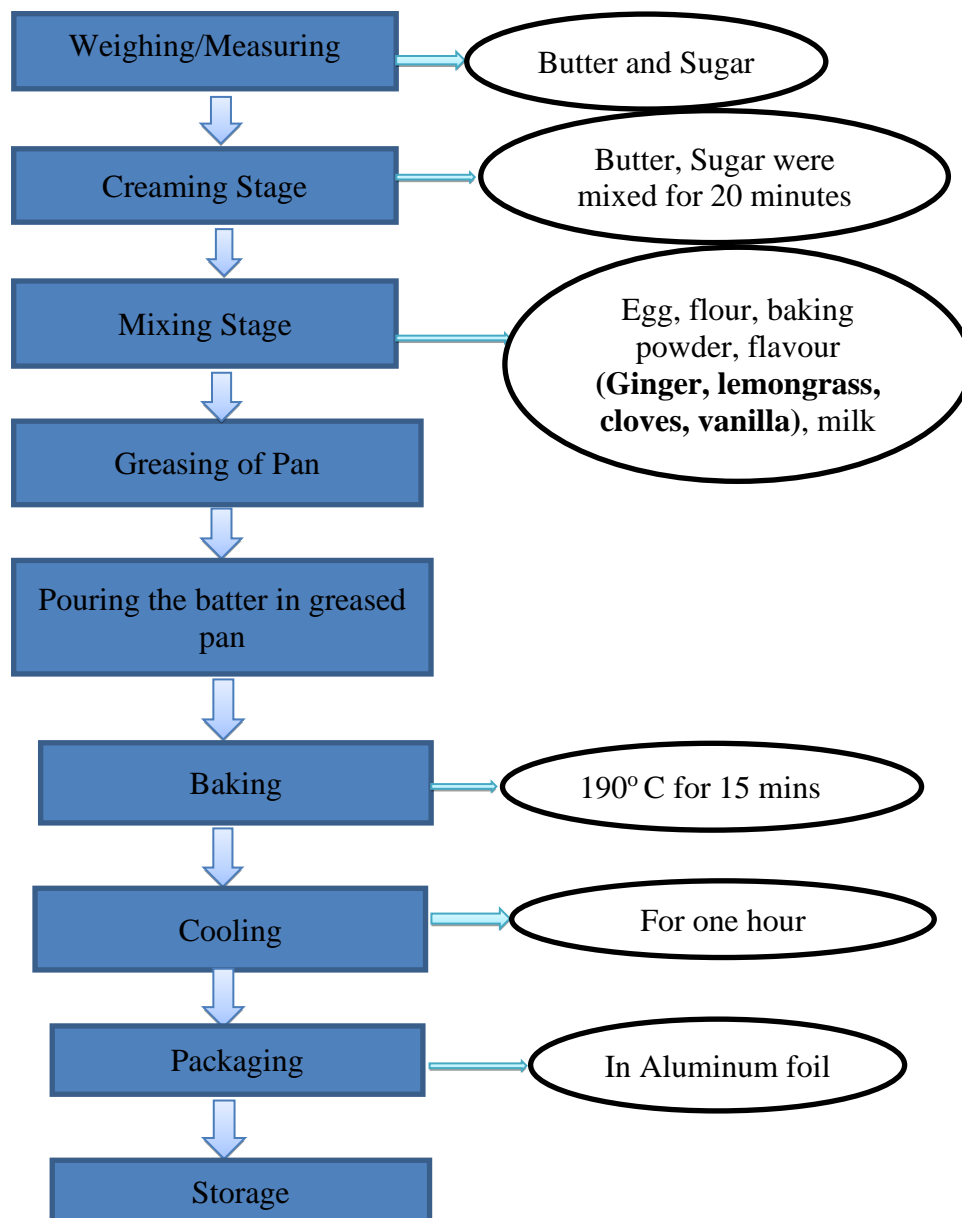 Weighing/Measuring
Butter and Sugar
Creaming Stage
Butter, Sugar were
mixed for 20 minutes
Mixing Stage
Egg, flour, baking
powder, flavour
(Ginger, lemongrass,
cloves, vanilla), milk
Greasing of Pan
Pouring the batter in greased
pan
Baking
190º C for 15 mins
Cooling
For one hour
Packaging
In Aluminum foil
Storage